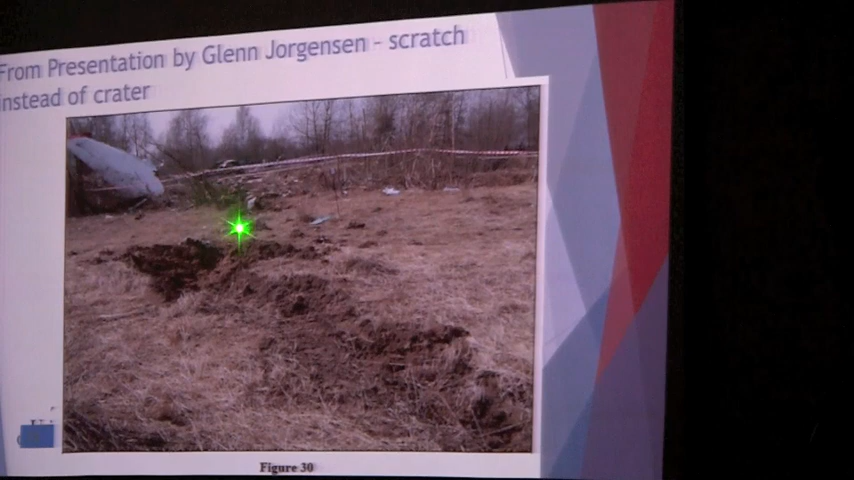 From Presentation by Glenn Jorgensen - scratch
instead of crater
Figure 30